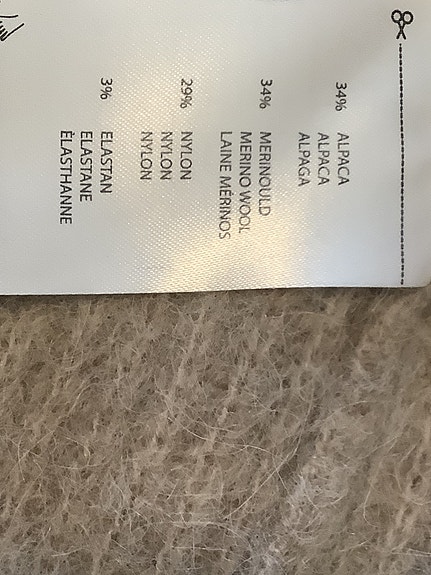 34% ALPACA
ALPACA
ALPAGA
34% MERINOULD
MERINO WOOL
LAINE MÉRINOS
29% NYLON
NYLON
NYLON
3% ELASTAN
ELASTANE
ÉLASTHANNE